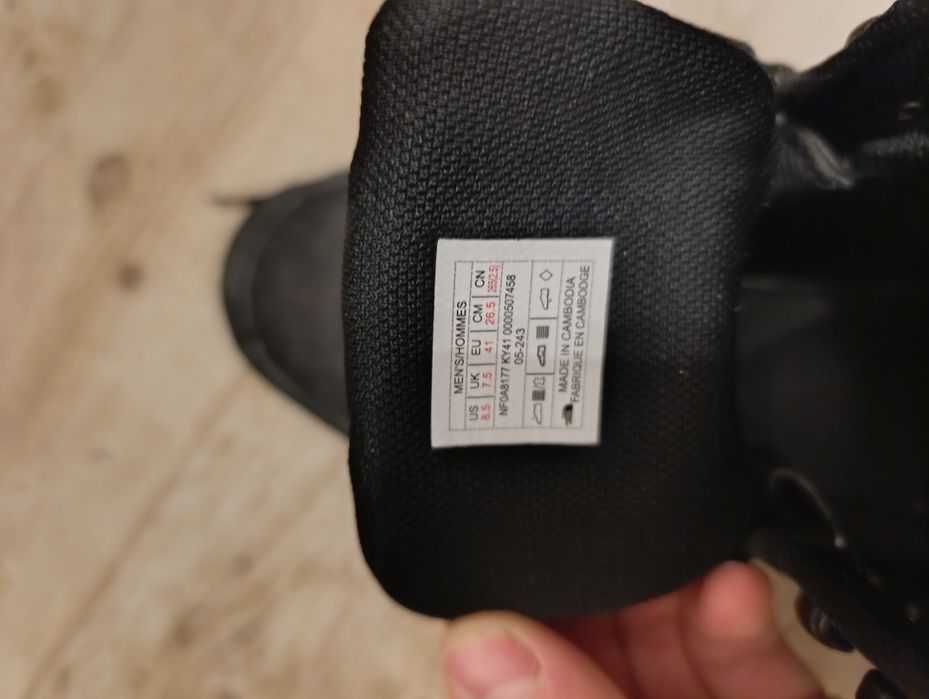 MEN'S/HOMMES
US UK EU CM CN
8.5 7.5 41 26.5 265(2.5)
NF0A8177 KY41 0000507458
05-243
MADE IN CAMBODIA
FABRIQUE EN CAMBODGE